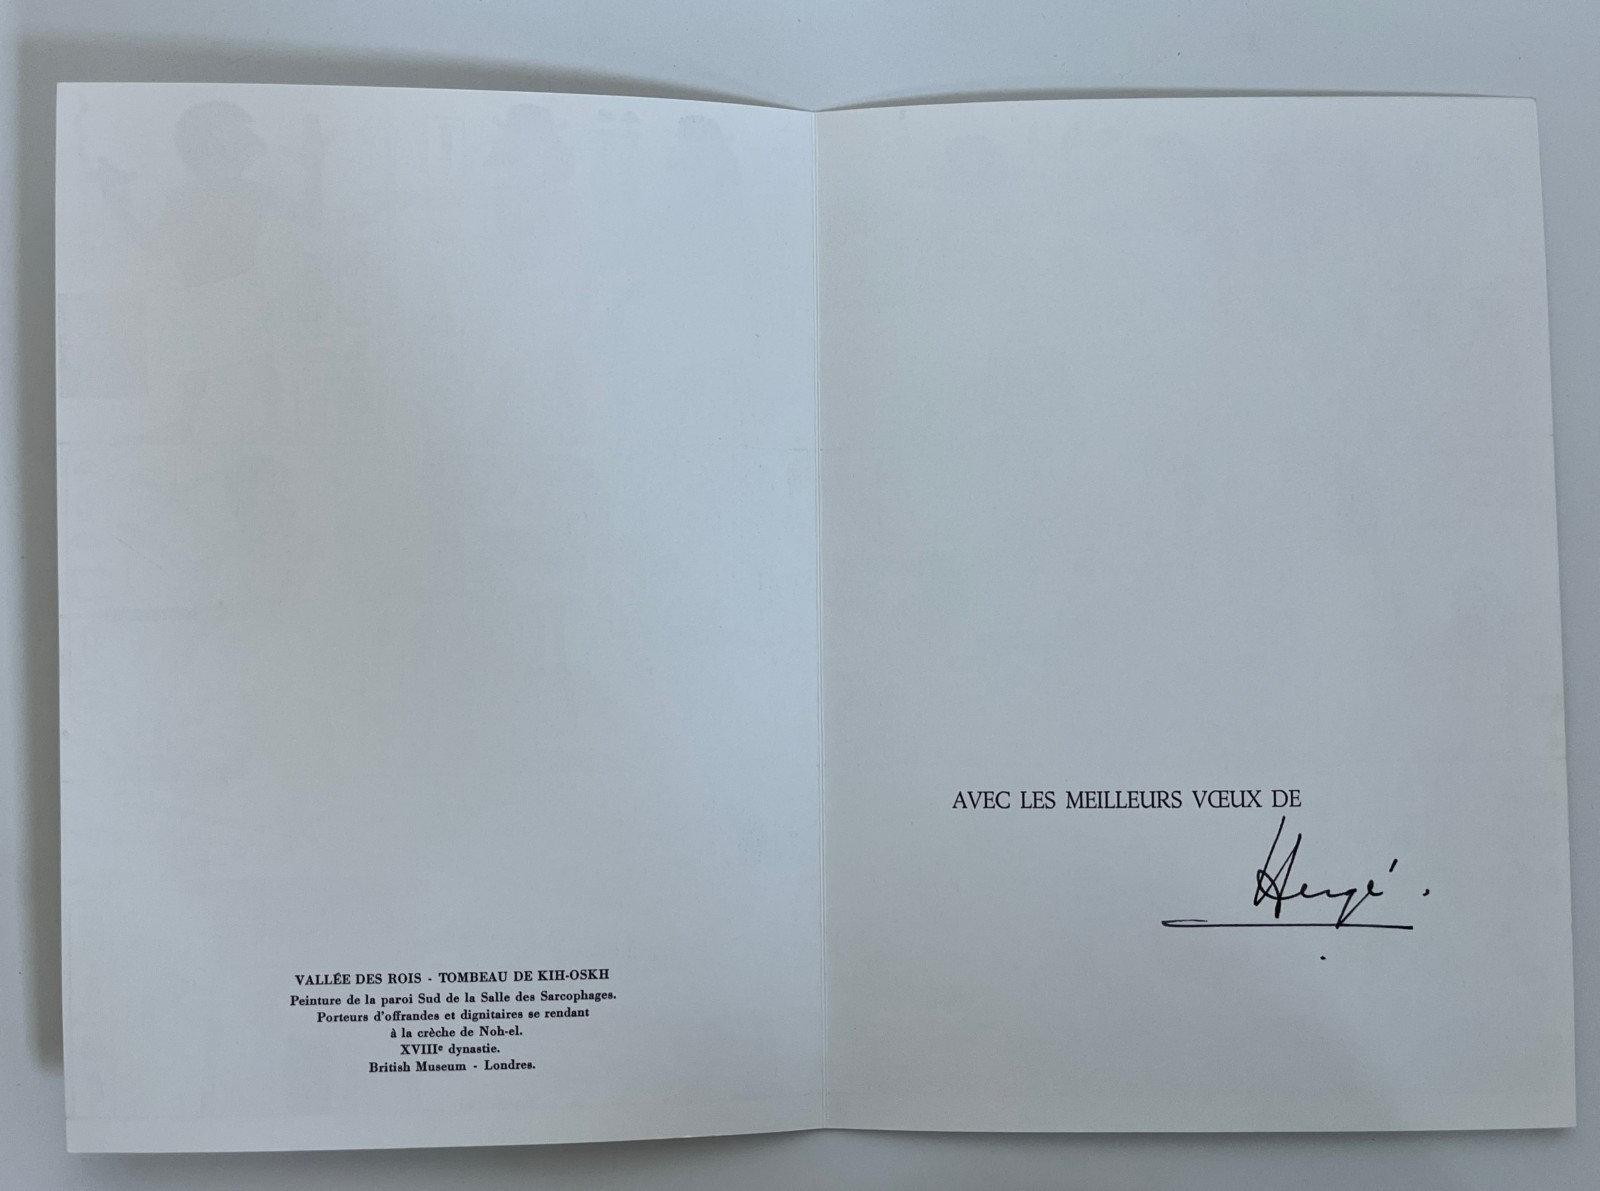 VALLÉE DES ROIS - TOMBEAU DE KIH-OSKH
Peinture de la paroi Sud de la Salle des Sarcophages.
Porteurs d'offrandes et dignitaires se rendant
à la crèche de Noh-el.
XVIIIe dynastie.
British Museum - Londres.
AVEC LES MEILLEURS VŒUX DE
Hergé.